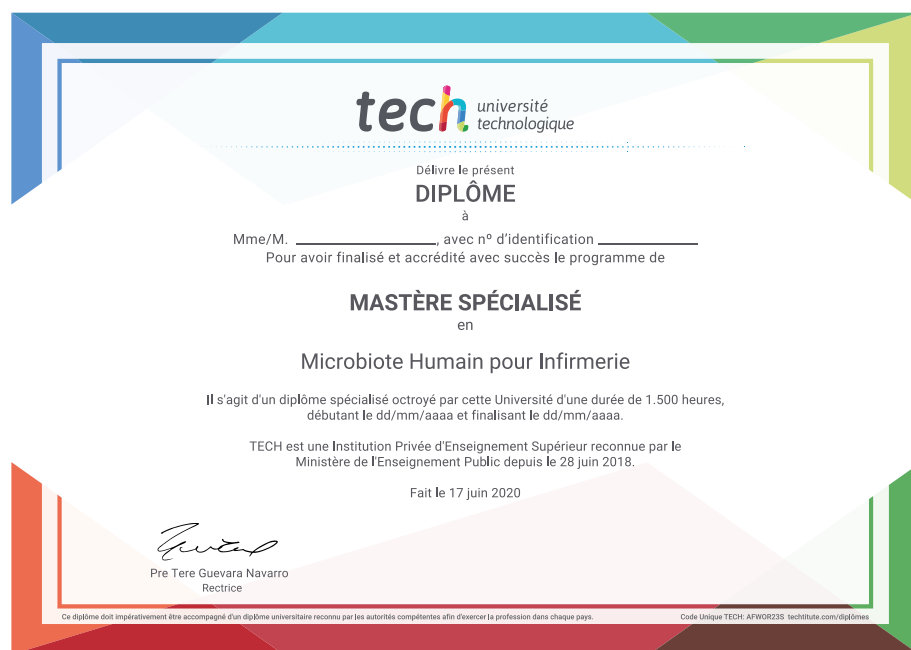 tech université
technologique
Délivre le présent
DIPLÔME
à
Mme/M. ____________________, avec nº d'identification ______________
Pour avoir finalisé et accrédité avec succès le programme de
MASTÈRE SPÉCIALISÉ
en
Microbiote Humain pour Infirmerie
Il s'agit d'un diplôme spécialisé octroyé par cette Université d'une durée de 1.500 heures,
débutant le dd/mm/aaaa et finalisant le dd/mm/aaaa.
TECH est une Institution Privée d'Enseignement Supérieur reconnue par le
Ministère de l'Enseignement Public depuis le 28 juin 2018.
Fait le 17 juin 2020
Pre Tere Guevara Navarro
Rectrice
Ce diplôme doit impérativement être accompagné d'un diplôme universitaire reconnu par les autorités compétentes afin d'exercer la profession dans chaque pays.
Code Unique TECH: AFWOR23S techtitute.com/diplômes